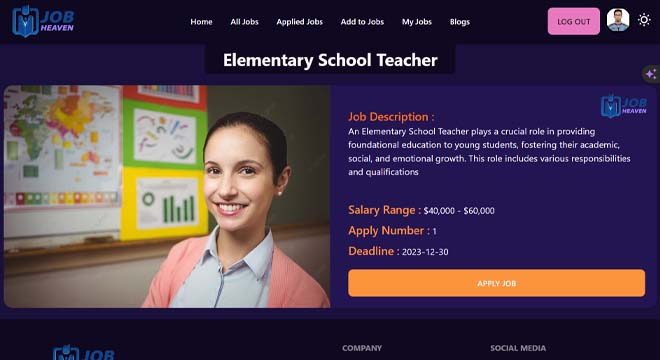 JOB
HEAVEN
Home
All Jobs
Applied Jobs
Add to Jobs
My Jobs
Blogs
LOG OUT
Elementary School Teacher
JOB
HEAVEN
Job Description :
An Elementary School Teacher plays a crucial role in providing
foundational education to young students, fostering their academic,
social, and emotional growth. This role includes various responsibilities
and qualifications
Salary Range : $40,000 - $60,000
Apply Number : 1
Deadline : 2023-12-30
APPLY JOB
JOB
COMPANY
SOCIAL MEDIA